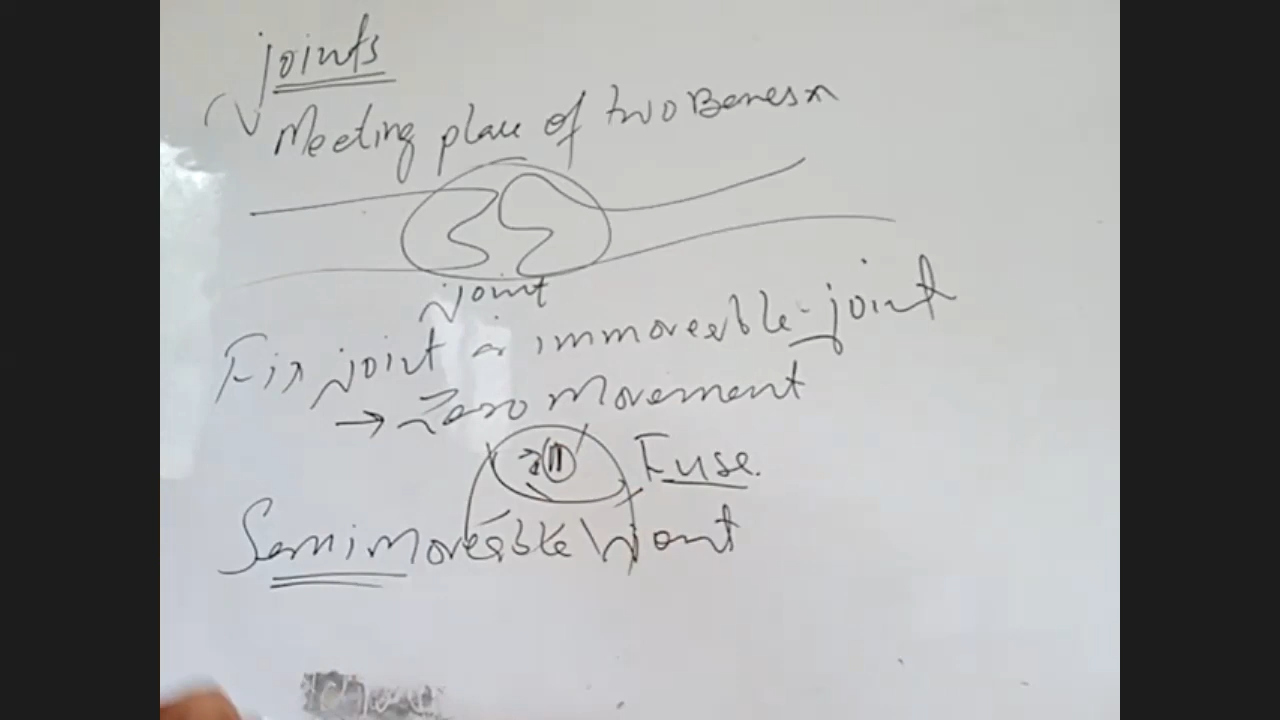 joints
Meeting place of two Bones
joint
Fix joint or immoveable joint
→ Zero Movement
Fuse.
Semimoveable joint